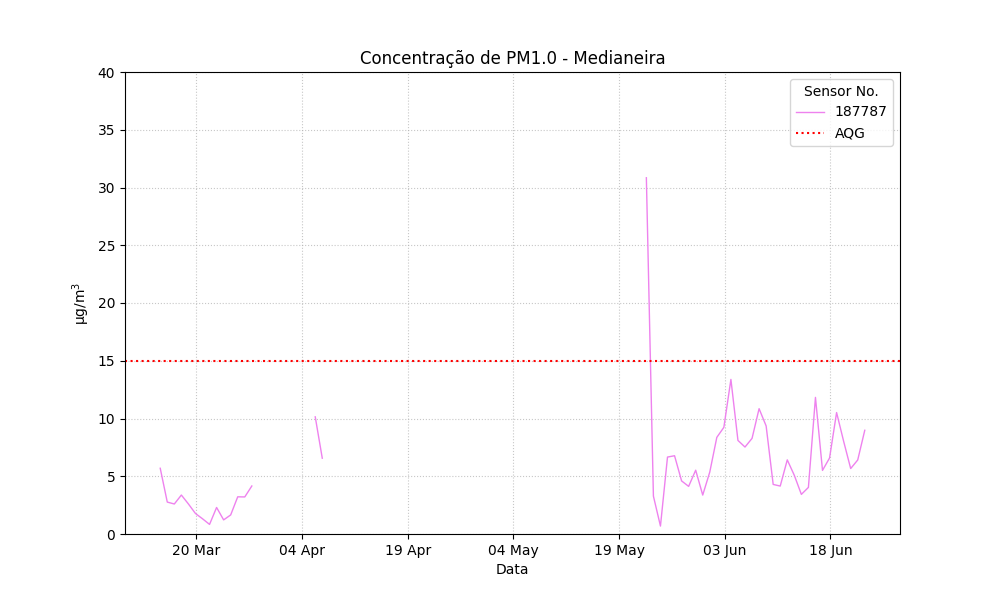 Concentração de PM1.0 - Medianeira
Sensor No.
187787
AQG
µg/m³
40
35
30
25
20
15
10
5
0
20 Mar
04 Apr
19 Apr
04 May
19 May
03 Jun
18 Jun
Data